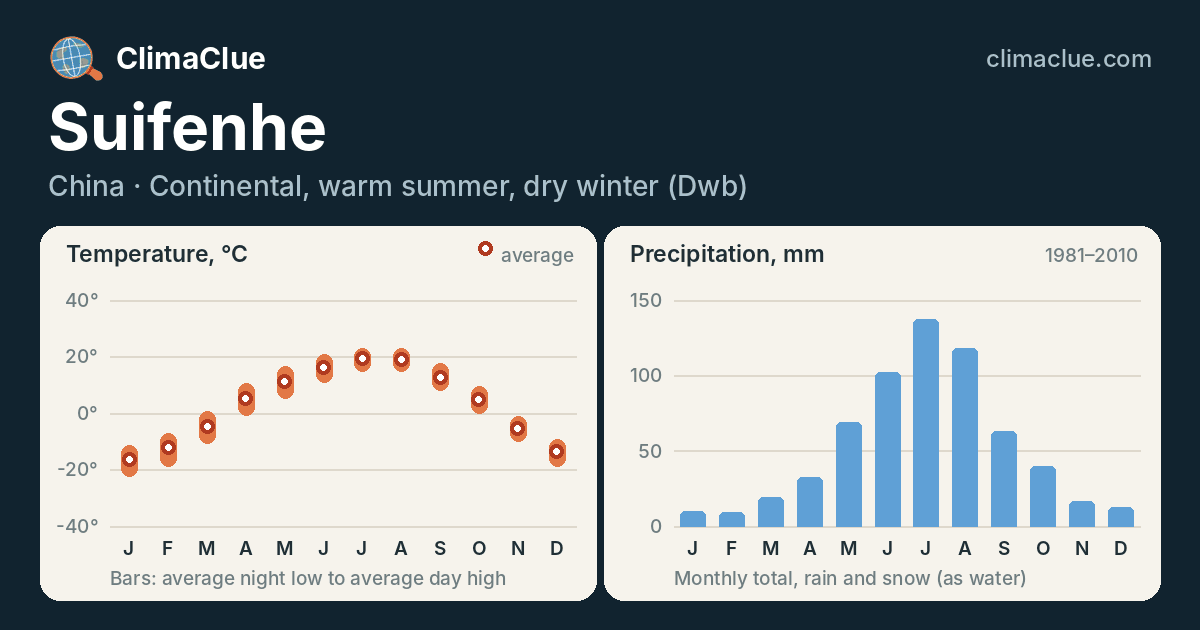 ClimaClue
climaclue.com
Suifenhe
China · Continental, warm summer, dry winter (Dwb)
Temperature, °C
average
40°
20°
0°
-20°
-40°
J F M A M J J A S O N D
Bars: average night low to average day high
Precipitation, mm
1981–2010
150
100
50
0
J F M A M J J A S O N D
Monthly total, rain and snow (as water)